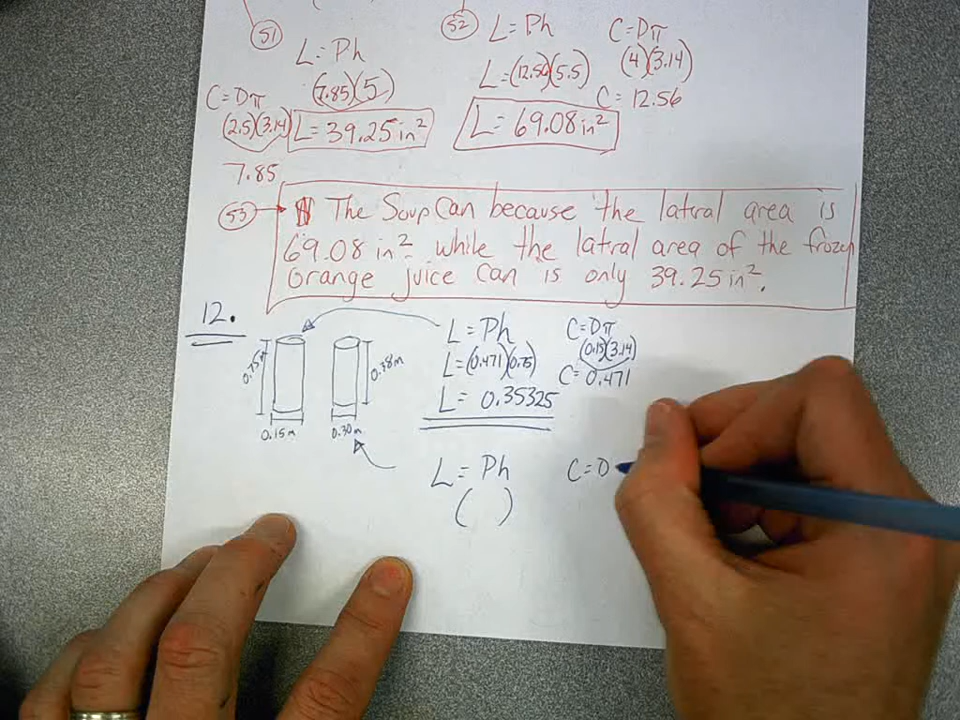 51
L = Ph
(7.85)(5)
C = Dπ
(2.5)(3.14)
L = 39.25 in²
7.85
52
L = Ph
C = Dπ
(4)(3.14)
L = (12.56)(5.5)
C = 12.56
L = 69.08 in²
53
The Soup Can because the latral area is
69.08 in² while the latral area of the frozen
Orange juice can is only 39.25 in².
12.
0.75m
0.15m
0.38m
0.30m
L = Ph
C = Dπ
(0.15)(3.14)
L = (0.471)(0.75)
C = 0.471
L = 0.35325
L = Ph
C = D
( )